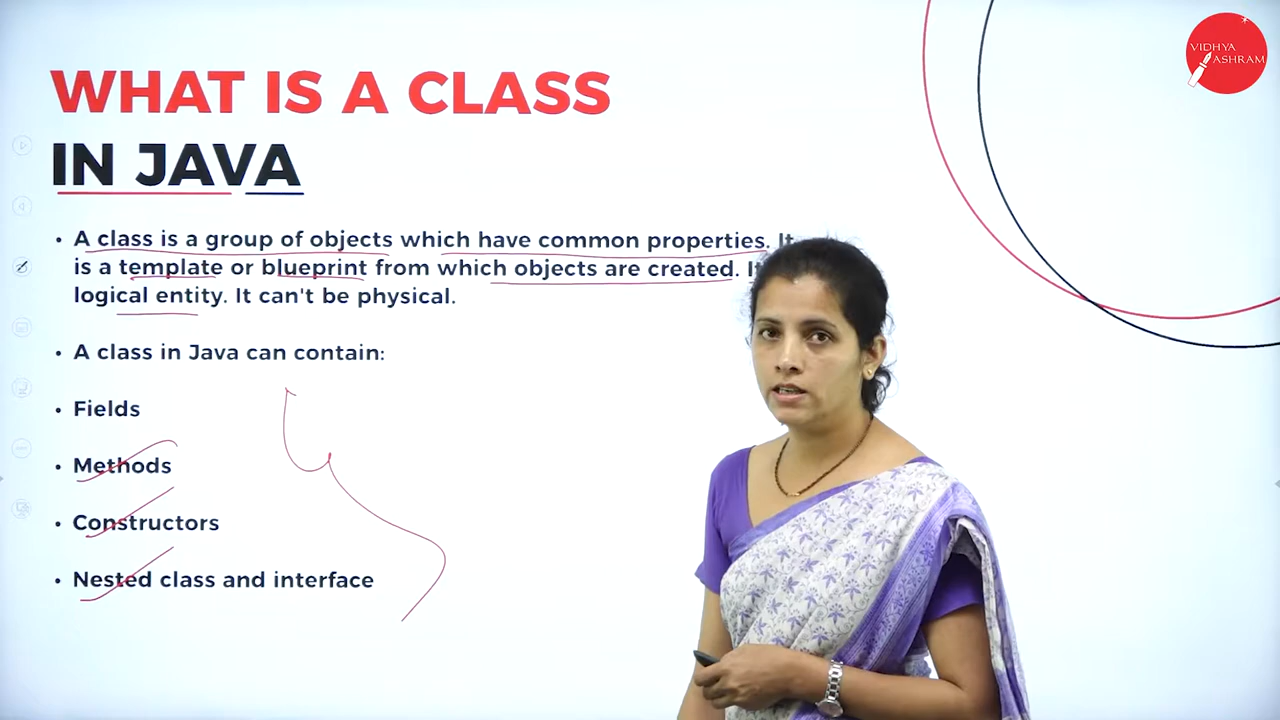 VIDHYA
ASHRAM
WHAT IS A CLASS
IN JAVA
• A class is a group of objects which have common properties. It
is a template or blueprint from which objects are created. It
logical entity. It can't be physical.
• A class in Java can contain:
• Fields
• Methods
• Constructors
• Nested class and interface